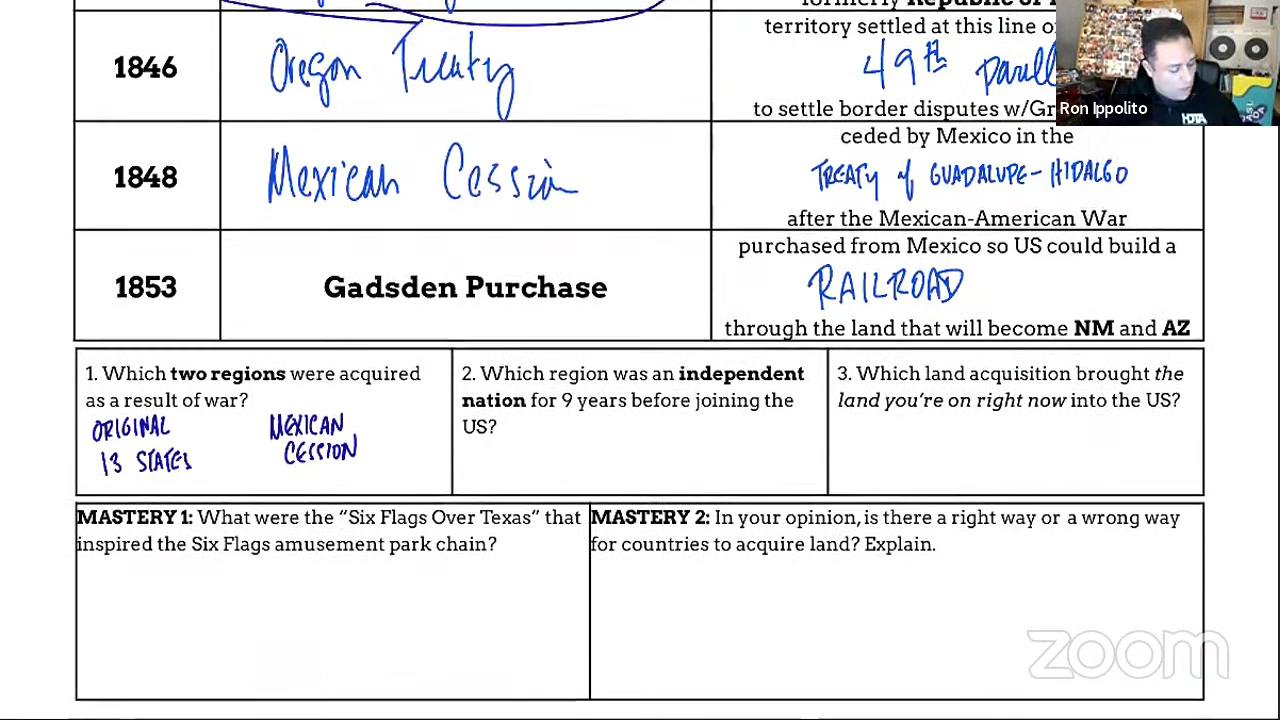 formerly Republic of
territory settled at this line
1846
Oregon Treaty
49th Parall
to settle border disputes w/Gr
Ron Ippolito
ceded by Mexico in the
1848
Mexican Cession
TREATY of GUADALUPE-HIDALGO
after the Mexican-American War
purchased from Mexico so US could build a
1853
Gadsden Purchase
RAILROAD
through the land that will become NM and AZ
1. Which two regions were acquired
as a result of war?
ORIGINAL
13 STATES
MEXICAN
CESSION
2. Which region was an independent
nation for 9 years before joining the
US?
3. Which land acquisition brought the
land you're on right now into the US?
MASTERY 1: What were the “Six Flags Over Texas” that
inspired the Six Flags amusement park chain?
MASTERY 2: In your opinion, is there a right way or a wrong way
for countries to acquire land? Explain.
zoom